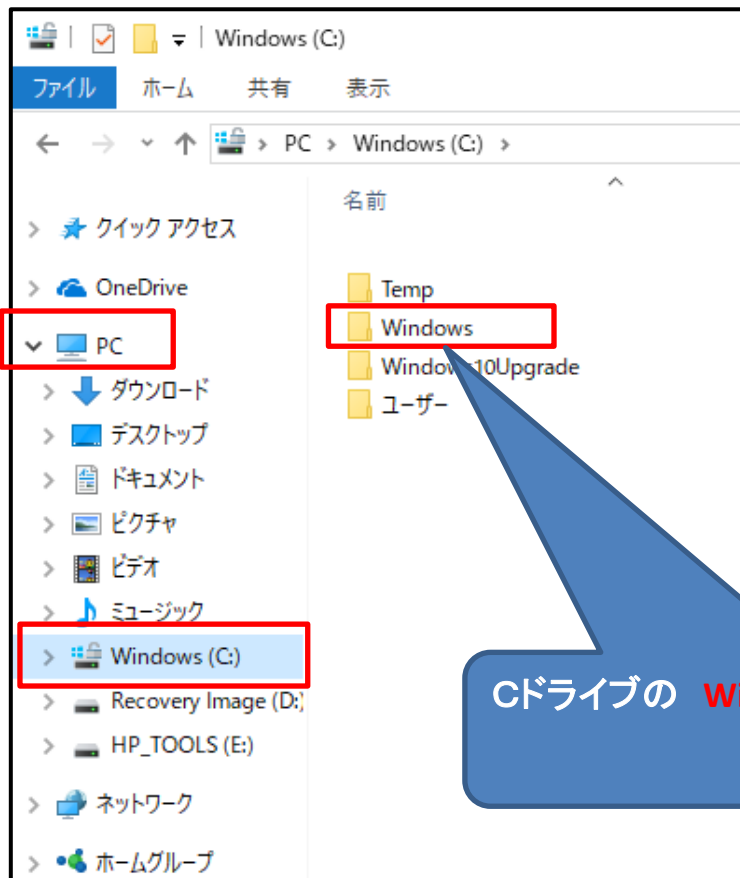 Windows (C:)
ファイル ホーム 共有 表示
PC Windows (C:)
名前
クイック アクセス
OneDrive
PC
ダウンロード
デスクトップ
ドキュメント
ピクチャ
ビデオ
ミュージック
Windows (C:)
Recovery Image (D:)
HP_TOOLS (E:)
ネットワーク
ホームグループ
Temp
Windows
Windows10Upgrade
ユーザー
Cドライブの